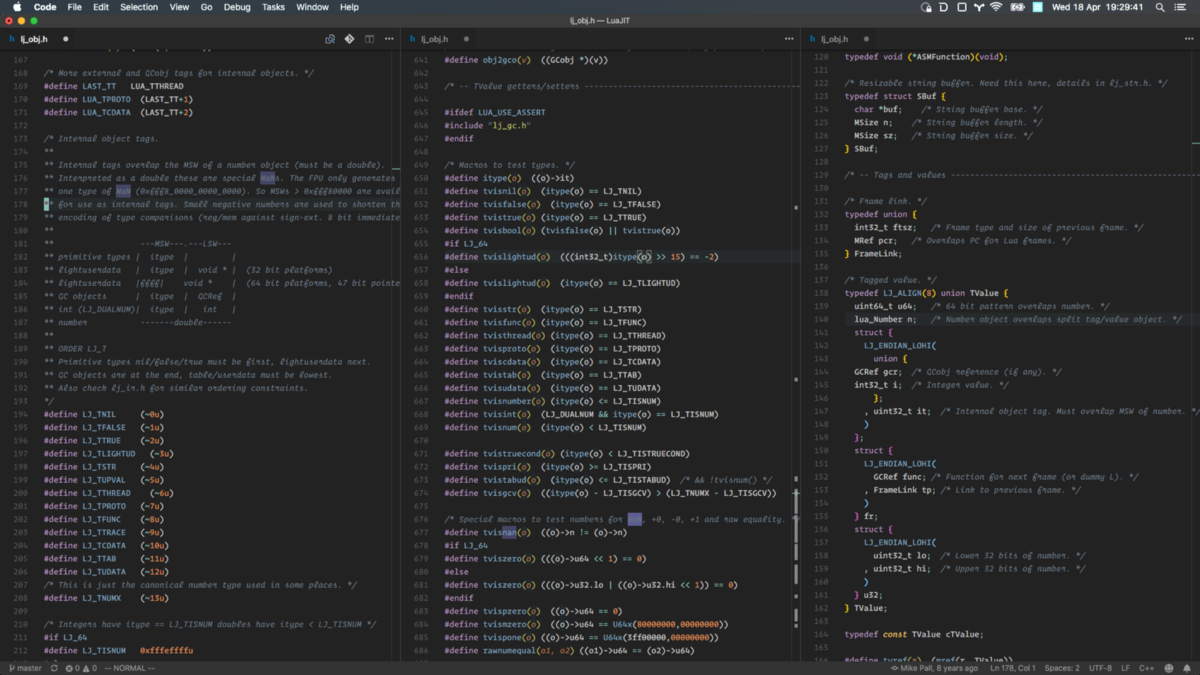 Code File Edit Selection View Go Debug Tasks Window Help
Wed 18 Apr 19:29:41
lj_obj.h — LuaJIT
lj_obj.h
167
168 /* More external and GCobj tags for internal objects. */
169 #define LAST_TT LUA_TTHREAD
170 #define LUA_TPROTO (LAST_TT+1)
171 #define LUA_TCDATA (LAST_TT+2)
172
173 /* Internal object tags.
174 **
175 ** Internal tags overlap the MSW of a number object (must be a double).
176 ** Interpreted as a double these are special NaNs. The FPU only generates
177 ** one type of NaN (0xfff8_0000_0000_0000). So MSWs > 0xfff80000 are avail
178 ** for use as internal tags. Small negative numbers are used to shorten th
179 ** encoding of type comparisons (reg/mem against sign-ext. 8 bit immediate
180 **
181 ** ---MSW---.---LSW---
182 ** primitive types | itype | |
183 ** lightuserdata | itype | void * | (32 bit platforms)
184 ** lightuserdata |ffff| void * | (64 bit platforms, 47 bit pointe
185 ** GC objects | itype | GCRef |
186 ** int (LJ_DUALNUM)| itype | int |
187 ** number -------double------
188 **
189 ** ORDER LJ_T
190 ** Primitive types nil/false/true must be first, lightuserdata next.
191 ** GC objects are at the end, table/userdata must be lowest.
192 ** Also check lj_ir.h for similar ordering constraints.
193 */
194 #define LJ_TNIL (~0u)
195 #define LJ_TFALSE (~1u)
196 #define LJ_TTRUE (~2u)
197 #define LJ_TLIGHTUD (~3u)
198 #define LJ_TSTR (~4u)
199 #define LJ_TUPVAL (~5u)
200 #define LJ_TTHREAD (~6u)
201 #define LJ_TPROTO (~7u)
202 #define LJ_TFUNC (~8u)
203 #define LJ_TTRACE (~9u)
204 #define LJ_TCDATA (~10u)
205 #define LJ_TTAB (~11u)
206 #define LJ_TUDATA (~12u)
207 /* This is just the canonical number type used in some places. */
208 #define LJ_TNUMX (~13u)
209
210 /* Integers have itype == LJ_TISNUM doubles have itype < LJ_TISNUM */
211 #if LJ_64
212 #define LJ_TISNUM 0xfffeffffu
lj_obj.h
641 #define obj2gco(v) ((GCobj *)(v))
642
643 /* -- TValue getters/setters
644
645 #ifdef LUA_USE_ASSERT
646 #include "lj_gc.h"
647 #endif
648
649 /* Macros to test types. */
650 #define itype(o) ((o)->it)
651 #define tvisnil(o) (itype(o) == LJ_TNIL)
652 #define tvisfalse(o) (itype(o) == LJ_TFALSE)
653 #define tvistrue(o) (itype(o) == LJ_TTRUE)
654 #define tvisbool(o) (tvisfalse(o) || tvistrue(o))
655 #if LJ_64
656 #define tvislightud(o) (((int32_t)itype(o) >> 15) == -2)
657 #else
658 #define tvislightud(o) (itype(o) == LJ_TLIGHTUD)
659 #endif
660 #define tvisstr(o) (itype(o) == LJ_TSTR)
661 #define tvisfunc(o) (itype(o) == LJ_TFUNC)
662 #define tvisthread(o) (itype(o) == LJ_TTHREAD)
663 #define tvisproto(o) (itype(o) == LJ_TPROTO)
664 #define tviscdata(o) (itype(o) == LJ_TCDATA)
665 #define tvistab(o) (itype(o) == LJ_TTAB)
666 #define tvisudata(o) (itype(o) == LJ_TUDATA)
667 #define tvisnumber(o) (itype(o) <= LJ_TISNUM)
668 #define tvisint(o) (LJ_DUALNUM && itype(o) == LJ_TISNUM)
669 #define tvisnum(o) (itype(o) < LJ_TISNUM)
670
671 #define tvistruecond(o) (itype(o) < LJ_TISTRUECOND)
672 #define tvispri(o) (itype(o) >= LJ_TISPRI)
673 #define tvistabud(o) (itype(o) <= LJ_TISTABUD) /* && !tvisnum() */
674 #define tvisgcv(o) ((itype(o) - LJ_TISGCV) > (LJ_TNUMX - LJ_TISGCV))
675
676 /* Special macros to test numbers for NaN, +0, -0, +1 and raw equality. */
677 #define tvisnan(o) ((o)->n != (o)->n)
678 #if LJ_64
679 #define tviszero(o) (((o)->u64 << 1) == 0)
680 #else
681 #define tviszero(o) (((o)->u32.lo | ((o)->u32.hi << 1)) == 0)
682 #endif
683 #define tvispzero(o) ((o)->u64 == 0)
684 #define tvismzero(o) ((o)->u64 == U64x(80000000,00000000))
685 #define tvispone(o) ((o)->u64 == U64x(3ff00000,00000000))
686 #define rawnumequal(o1, o2) ((o1)->u64 == (o2)->u64)
lj_obj.h
120 typedef void (*ASMFunction)(void);
121
122 /* Resizable string buffer. Need this here, details in lj_str.h. */
123 typedef struct SBuf {
124 char *buf; /* String buffer base. */
125 MSize n; /* String buffer length. */
126 MSize sz; /* String buffer size. */
127 } SBuf;
128
129 /* -- Tags and values
130
131 /* Frame link. */
132 typedef union {
133 int32_t ftsz; /* Frame type and size of previous frame. */
134 MRef pcr; /* Overlaps PC for Lua frames. */
135 } FrameLink;
136
137 /* Tagged value. */
138 typedef LJ_ALIGN(8) union TValue {
139 uint64_t u64; /* 64 bit pattern overlaps number. */
140 lua_Number n; /* Number object overlaps split tag/value object. */
141 struct {
142 LJ_ENDIAN_LOHI(
143 union {
144 GCRef gcr; /* GCobj reference (if any). */
145 int32_t i; /* Integer value. */
146 };
147 , uint32_t it; /* Internal object tag. Must overlap MSW of number. */
148 )
149 };
150 struct {
151 LJ_ENDIAN_LOHI(
152 GCRef func; /* Function for next frame (or dummy L). */
153 , FrameLink tp; /* Link to previous frame. */
154 )
155 } fr;
156 struct {
157 LJ_ENDIAN_LOHI(
158 uint32_t lo; /* Lower 32 bits of number. */
159 , uint32_t hi; /* Upper 32 bits of number. */
160 )
161 } u32;
162 } TValue;
163
164 typedef const TValue cTValue;
165
166 #define tvref(r) (mref(r, TValue))
master 0 0 -- NORMAL --
Mike Pall, 8 years ago Ln 178, Col 1 Spaces: 2 UTF-8 LF C++